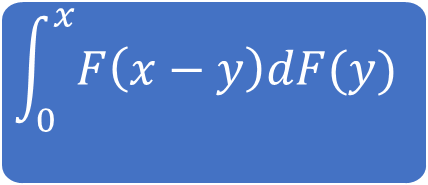 ∫₀ˣ F(x − y)dF(y)